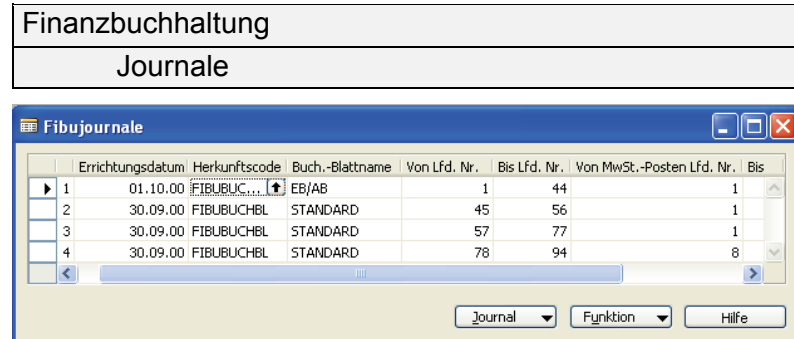 Finanzbuchhaltung
Journale
Fibujournale
Errichtungsdatum Herkunftscode Buch.-Blattname Von Lfd. Nr. Bis Lfd. Nr. Von MwSt.-Posten Lfd. Nr. Bis
1 01.10.00 FIBUBUC... EB/AB 1 44 1
2 30.09.00 FIBUBUCHBL STANDARD 45 56 1
3 30.09.00 FIBUBUCHBL STANDARD 57 77 1
4 30.09.00 FIBUBUCHBL STANDARD 78 94 8
Journal Funktion Hilfe